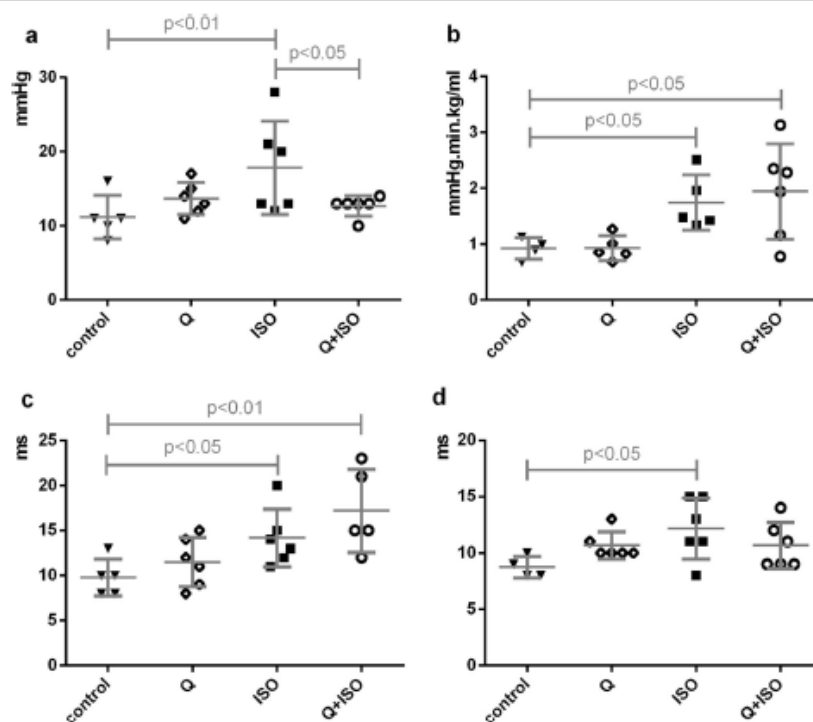 a
p<0.01
p<0.05
mmHg
30
20
10
0
control
Q
ISO
Q+ISO
b
p<0.05
p<0.05
mmHg.min.kg/ml
4
3
2
1
0
control
Q
ISO
Q+ISO
c
p<0.01
p<0.05
ms
25
20
15
10
5
0
control
Q
ISO
Q+ISO
d
p<0.05
ms
20
15
10
5
0
control
Q
ISO
Q+ISO